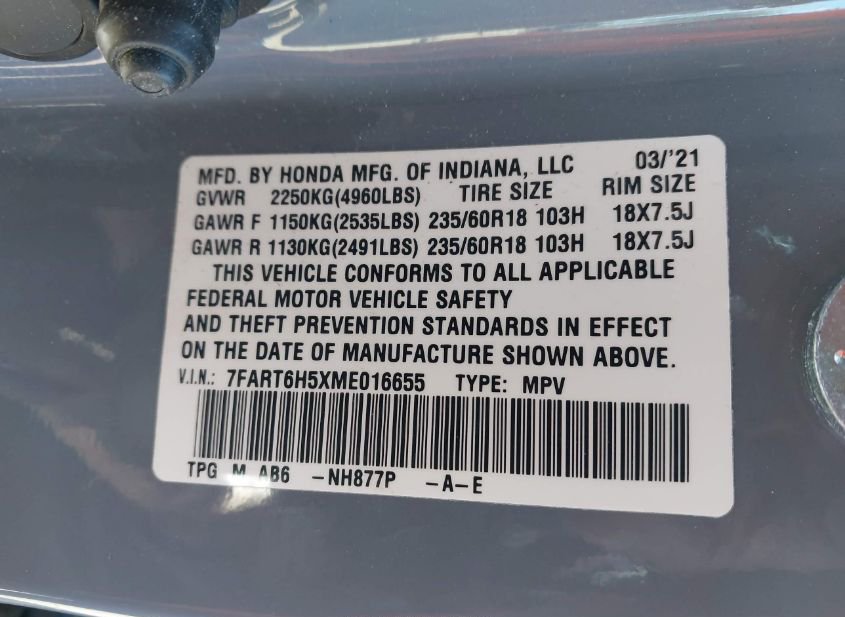 MFD. BY HONDA MFG. OF INDIANA, LLC 03/'21
GVWR 2250KG(4960LBS) TIRE SIZE RIM SIZE
GAWR F 1150KG(2535LBS) 235/60R18 103H 18X7.5J
GAWR R 1130KG(2491LBS) 235/60R18 103H 18X7.5J
THIS VEHICLE CONFORMS TO ALL APPLICABLE
FEDERAL MOTOR VEHICLE SAFETY
AND THEFT PREVENTION STANDARDS IN EFFECT
ON THE DATE OF MANUFACTURE SHOWN ABOVE.
V.I.N.: 7FART6H5XME016655 TYPE: MPV
TPG M AB6 -NH877P -A-E